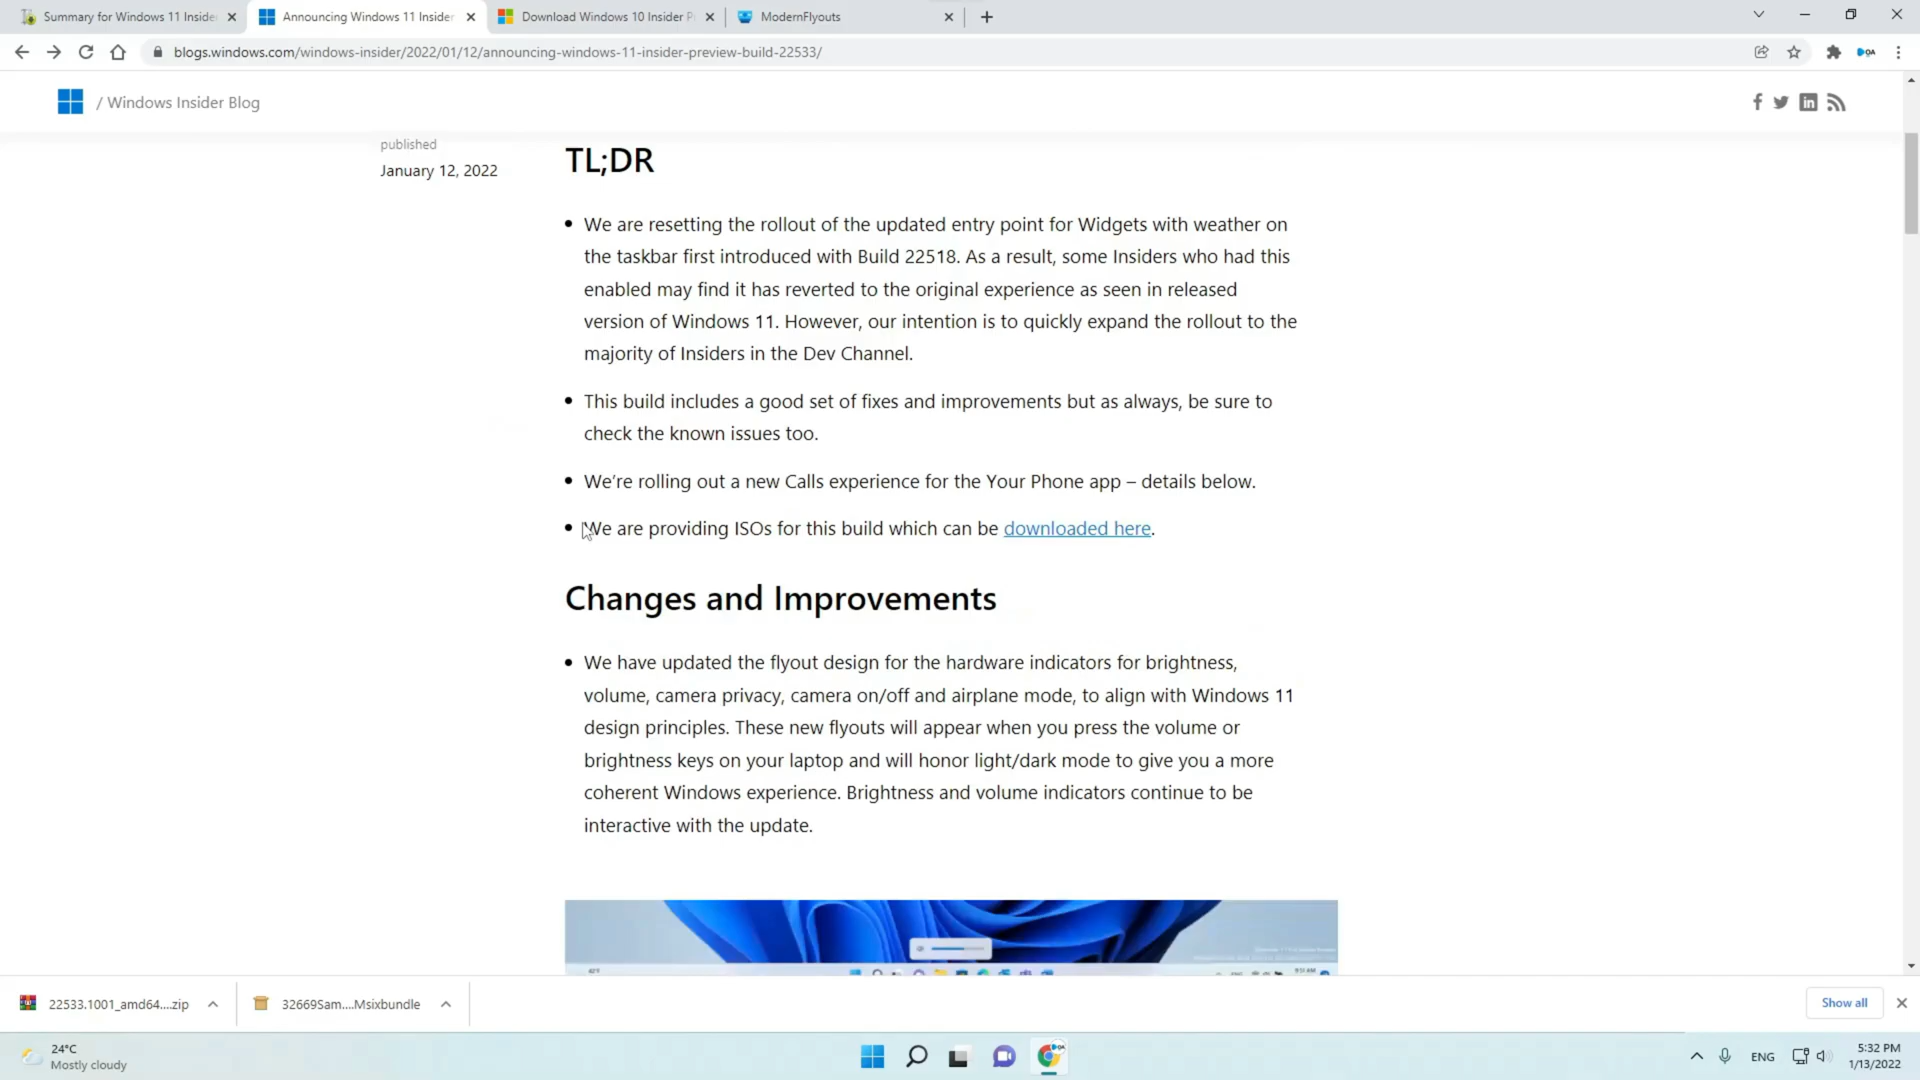 Summary for Windows 11 Insider
Announcing Windows 11 Insider
Download Windows 10 Insider P
ModernFlyouts
blogs.windows.com/windows-insider/2022/01/12/announcing-windows-11-insider-preview-build-22533/
/ Windows Insider Blog
published
January 12, 2022
TL;DR
We are resetting the rollout of the updated entry point for Widgets with weather on
the taskbar first introduced with Build 22518. As a result, some Insiders who had this
enabled may find it has reverted to the original experience as seen in released
version of Windows 11. However, our intention is to quickly expand the rollout to the
majority of Insiders in the Dev Channel.
This build includes a good set of fixes and improvements but as always, be sure to
check the known issues too.
We’re rolling out a new Calls experience for the Your Phone app – details below.
We are providing ISOs for this build which can be downloaded here.
Changes and Improvements
We have updated the flyout design for the hardware indicators for brightness,
volume, camera privacy, camera on/off and airplane mode, to align with Windows 11
design principles. These new flyouts will appear when you press the volume or
brightness keys on your laptop and will honor light/dark mode to give you a more
coherent Windows experience. Brightness and volume indicators continue to be
interactive with the update.
22533.1001_amd64....zip
32669Sam....Msixbundle
Show all
24°C
Mostly cloudy
ENG
5:32 PM
1/13/2022